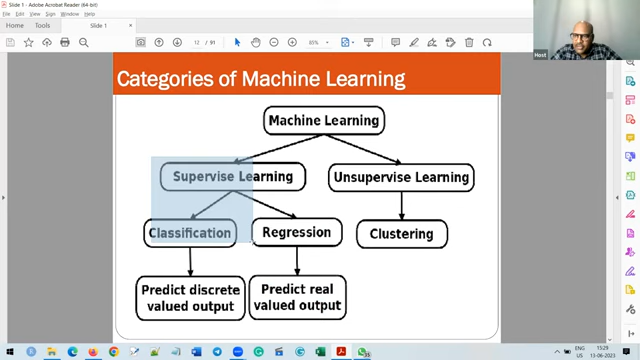 Slide 1 - Adobe Acrobat Reader (64-bit)
File Edit View Sign Window Help
Home Tools Slide 1
12 / 91
85%
Host
Categories of Machine Learning
Machine Learning
Supervise Learning Unsupervise Learning
Classification Regression Clustering
Predict discrete valued output
Predict real valued output
ENG
US
15:29
13-06-2023